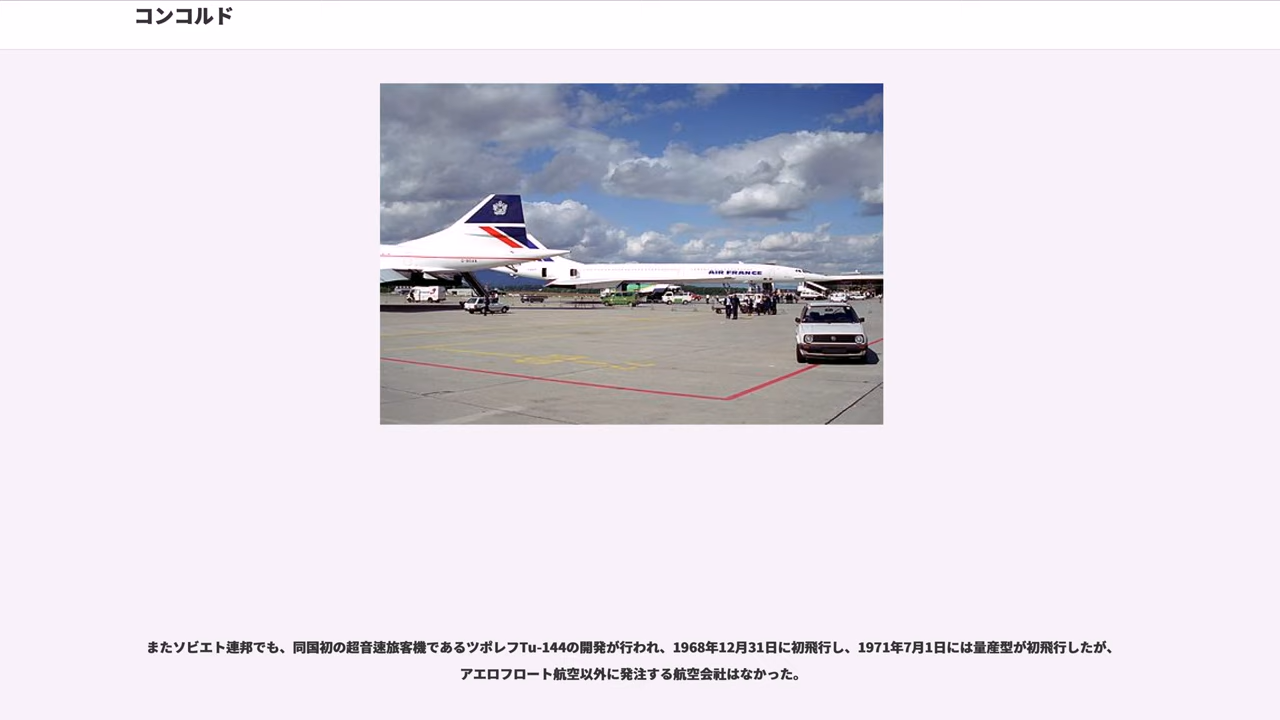 コンコルド
AIR FRANCE
またソビエト連邦でも、同国初の超音速旅客機であるツポレフTu-144の開発が行われ、1968年12月31日に初飛行し、1971年7月1日には量産型が初飛行したが、
アエロフロート航空以外に発注する航空会社はなかった。